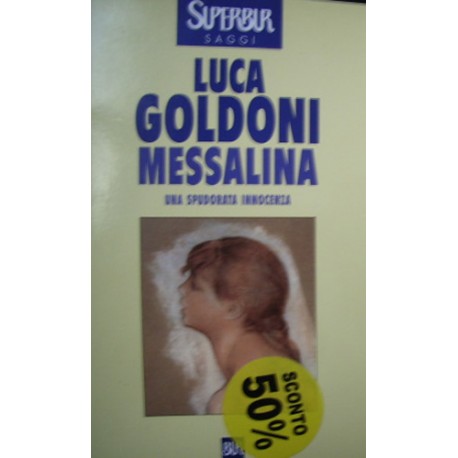 SUPERBUR
SAGGI
LUCA
GOLDONI
MESSALINA
UNA SPUDORATA INNOCENZA
SCONTO
50%